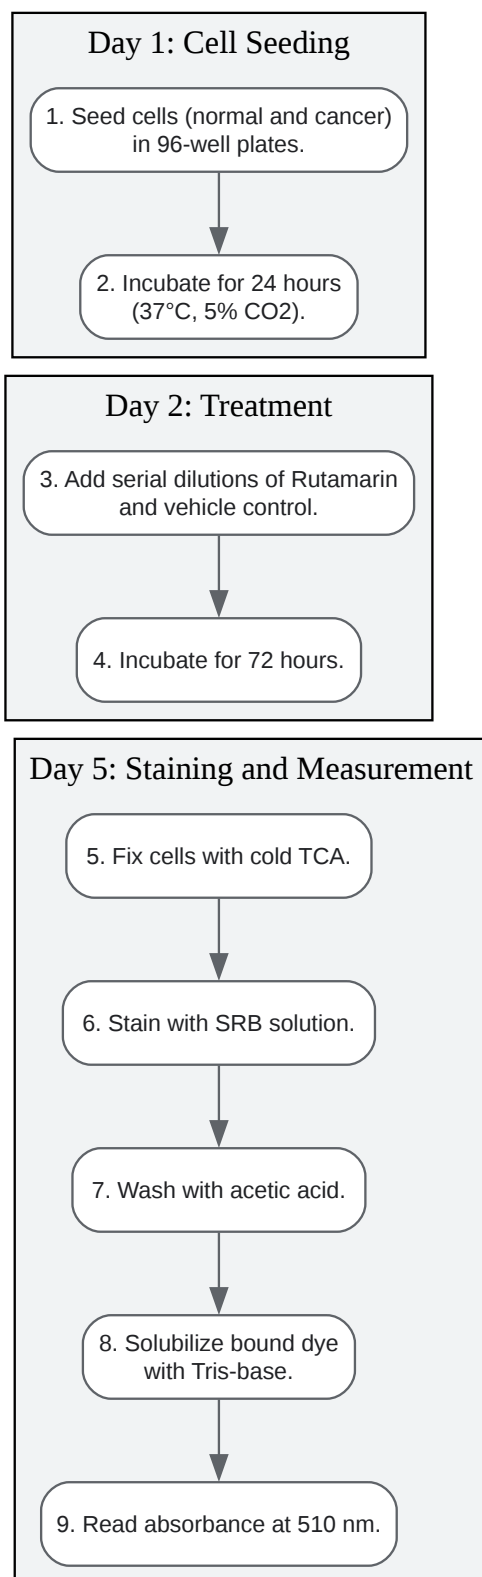 Day 1: Cell Seeding
1. Seed cells (normal and cancer)
in 96-well plates.
2. Incubate for 24 hours
(37°C, 5% CO2).
Day 2: Treatment
3. Add serial dilutions of Rutamarin
and vehicle control.
4. Incubate for 72 hours.
Day 5: Staining and Measurement
5. Fix cells with cold TCA.
6. Stain with SRB solution.
7. Wash with acetic acid.
8. Solubilize bound dye
with Tris-base.
9. Read absorbance at 510 nm.